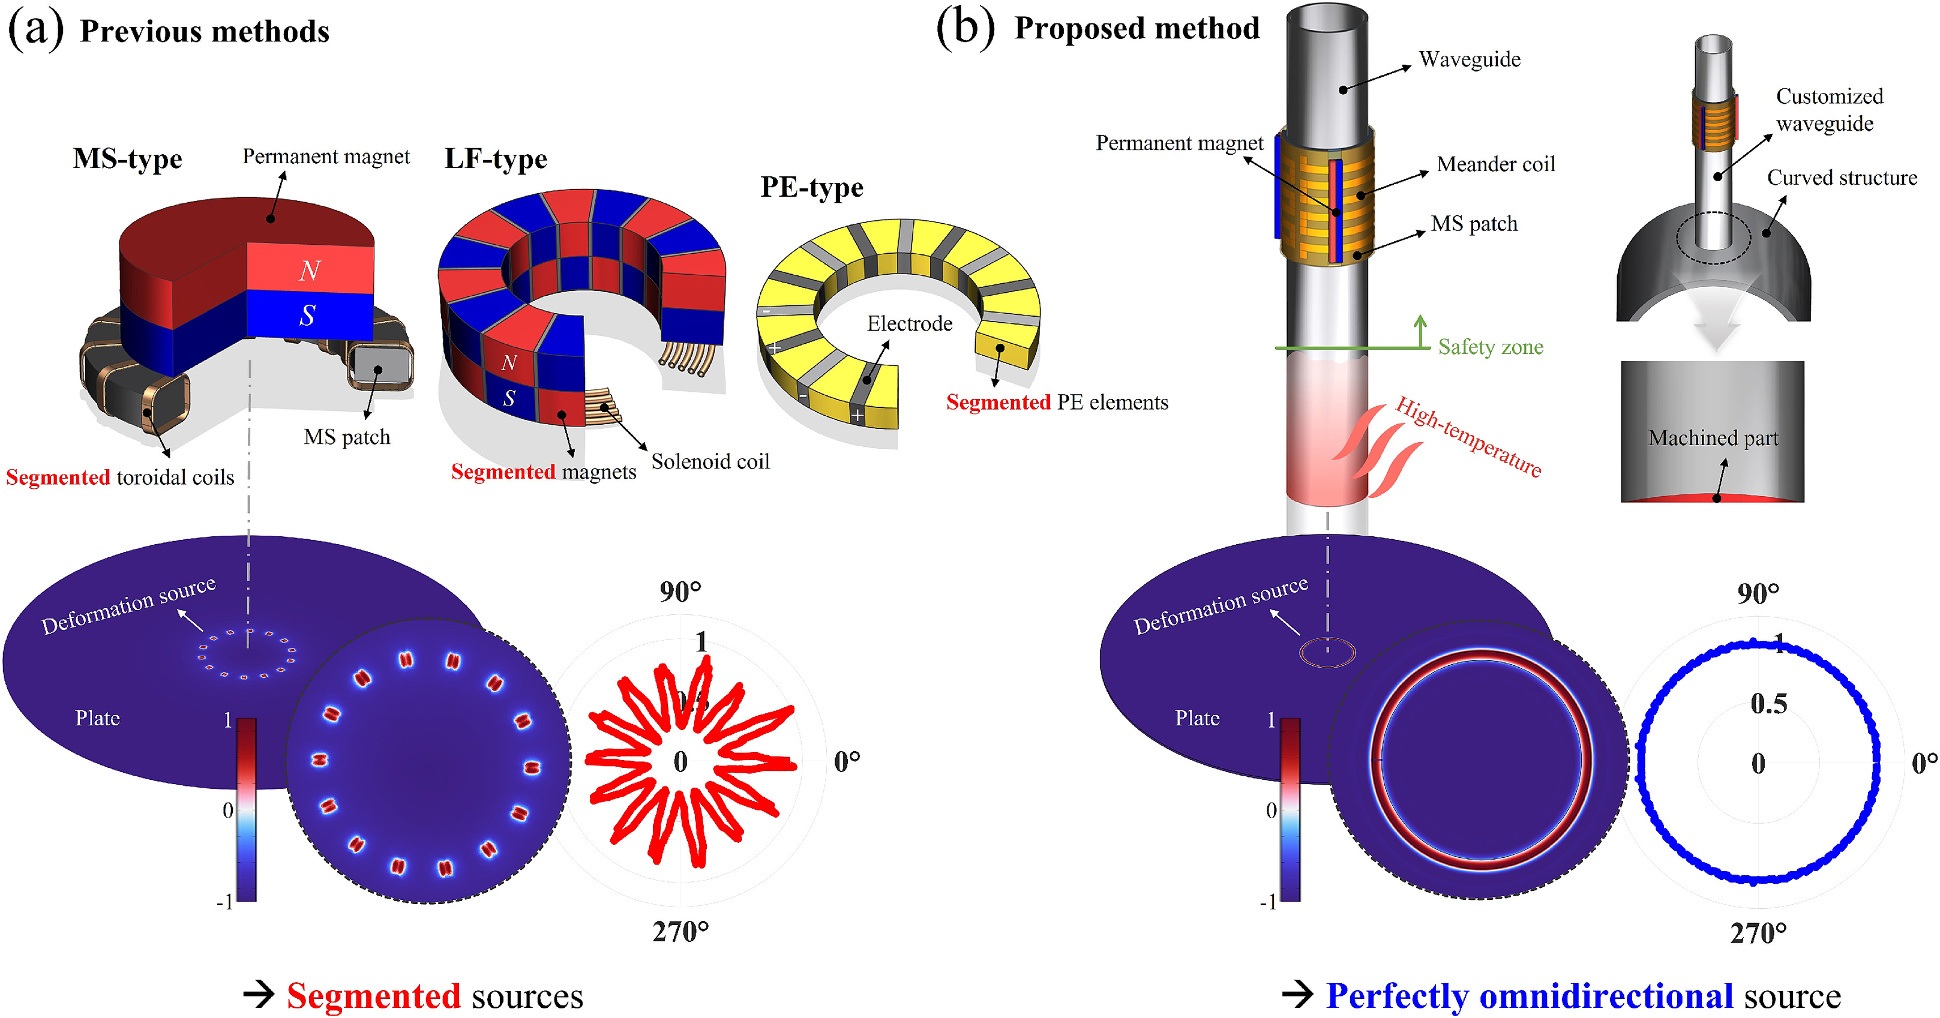 (a) Previous methods
MS-type
Permanent magnet
N
S
MS patch
Segmented toroidal coils
LF-type
N
S
Segmented magnets
Solenoid coil
PE-type
Electrode
-
+
-
+
Segmented PE elements
Deformation source
Plate
1
0
-1
90°
1
0.5
0
0°
270°
→ Segmented sources
(b) Proposed method
Waveguide
Permanent magnet
Meander coil
MS patch
Safety zone
High-temperature
Customized
waveguide
Curved structure
Machined part
Deformation source
Plate
1
0
-1
90°
1
0.5
0
0°
270°
→ Perfectly omnidirectional source